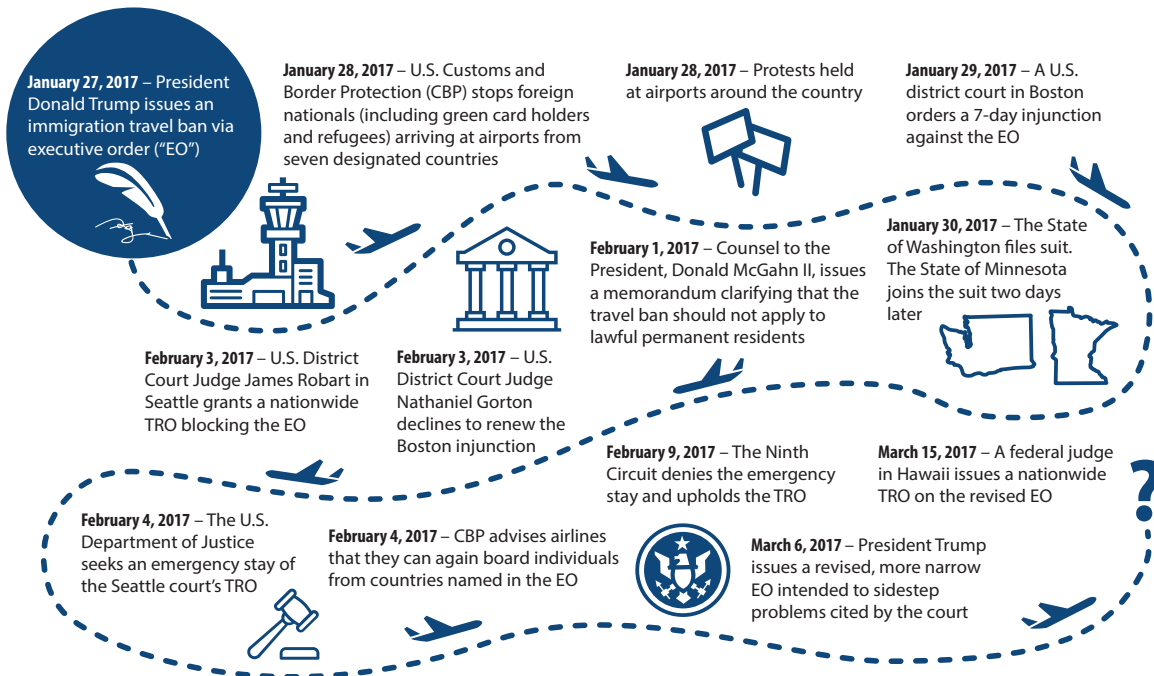 January 27, 2017 – President
Donald Trump issues an
immigration travel ban via
executive order (“EO”)
January 28, 2017 – U.S. Customs and
Border Protection (CBP) stops foreign
nationals (including green card holders
and refugees) arriving at airports from
seven designated countries
January 28, 2017 – Protests held
at airports around the country
January 29, 2017 – A U.S.
district court in Boston
orders a 7-day injunction
against the EO
January 30, 2017 – The State
of Washington files suit.
The State of Minnesota
joins the suit two days
later
February 1, 2017 – Counsel to the
President, Donald McGahn II, issues
a memorandum clarifying that the
travel ban should not apply to
lawful permanent residents
February 3, 2017 – U.S.
District Court Judge
Nathaniel Gorton
declines to renew the
Boston injunction
February 3, 2017 – U.S. District
Court Judge James Robart in
Seattle grants a nationwide
TRO blocking the EO
February 4, 2017 – The U.S.
Department of Justice
seeks an emergency stay of
the Seattle court’s TRO
February 4, 2017 – CBP advises airlines
that they can again board individuals
from countries named in the EO
February 9, 2017 – The Ninth
Circuit denies the emergency
stay and upholds the TRO
March 6, 2017 – President Trump
issues a revised, more narrow
EO intended to sidestep
problems cited by the court
March 15, 2017 – A federal judge
in Hawaii issues a nationwide
TRO on the revised EO
?